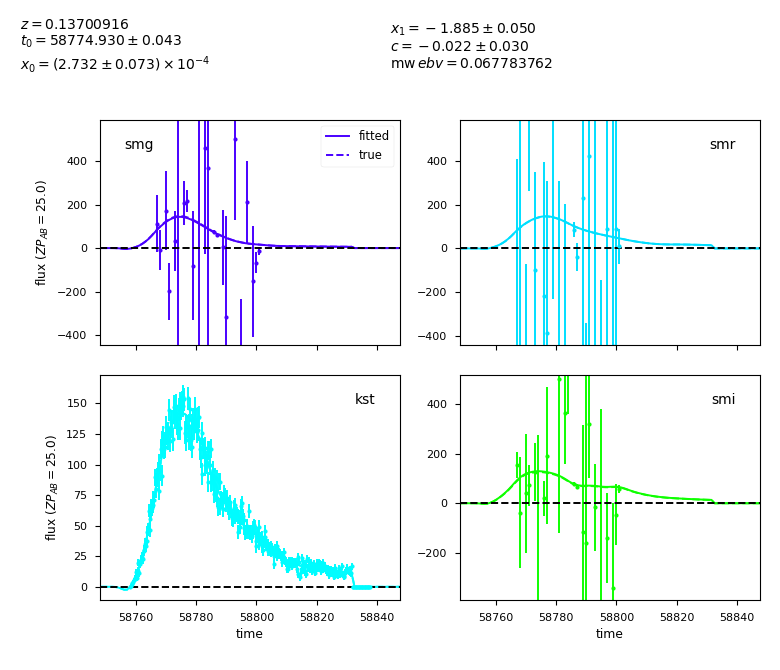 z = 0.13700916
t₀ = 58774.930 ± 0.043
x₀ = (2.732 ± 0.073) × 10⁻⁴
x₁ = −1.885 ± 0.050
c = −0.022 ± 0.030
mw ebv = 0.067783762
smg
fitted
true
400
200
0
−200
−400
flux (ZP_AB = 25.0)
smr
400
200
0
−200
−400
kst
150
125
100
75
50
25
0
flux (ZP_AB = 25.0)
58760 58780 58800 58820 58840
time
smi
400
200
0
−200
58760 58780 58800 58820 58840
time